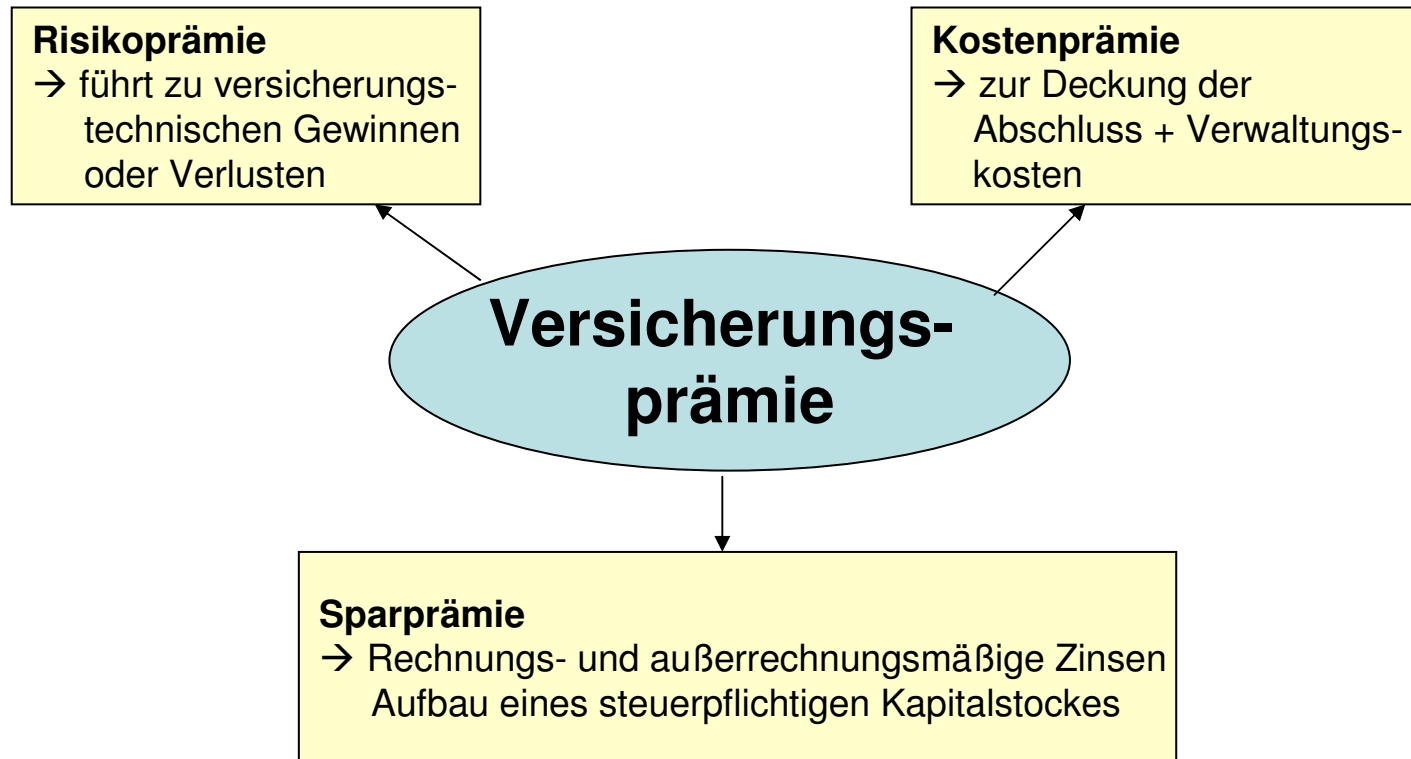 Risikoprämie
→ führt zu versicherungs-
technischen Gewinnen
oder Verlusten
Kostenprämie
→ zur Deckung der
Abschluss + Verwaltungs-
kosten
Versicherungs-
prämie
Sparprämie
→ Rechnungs- und außerrechnungsmäßige Zinsen
Aufbau eines steuerpflichtigen Kapitalstockes